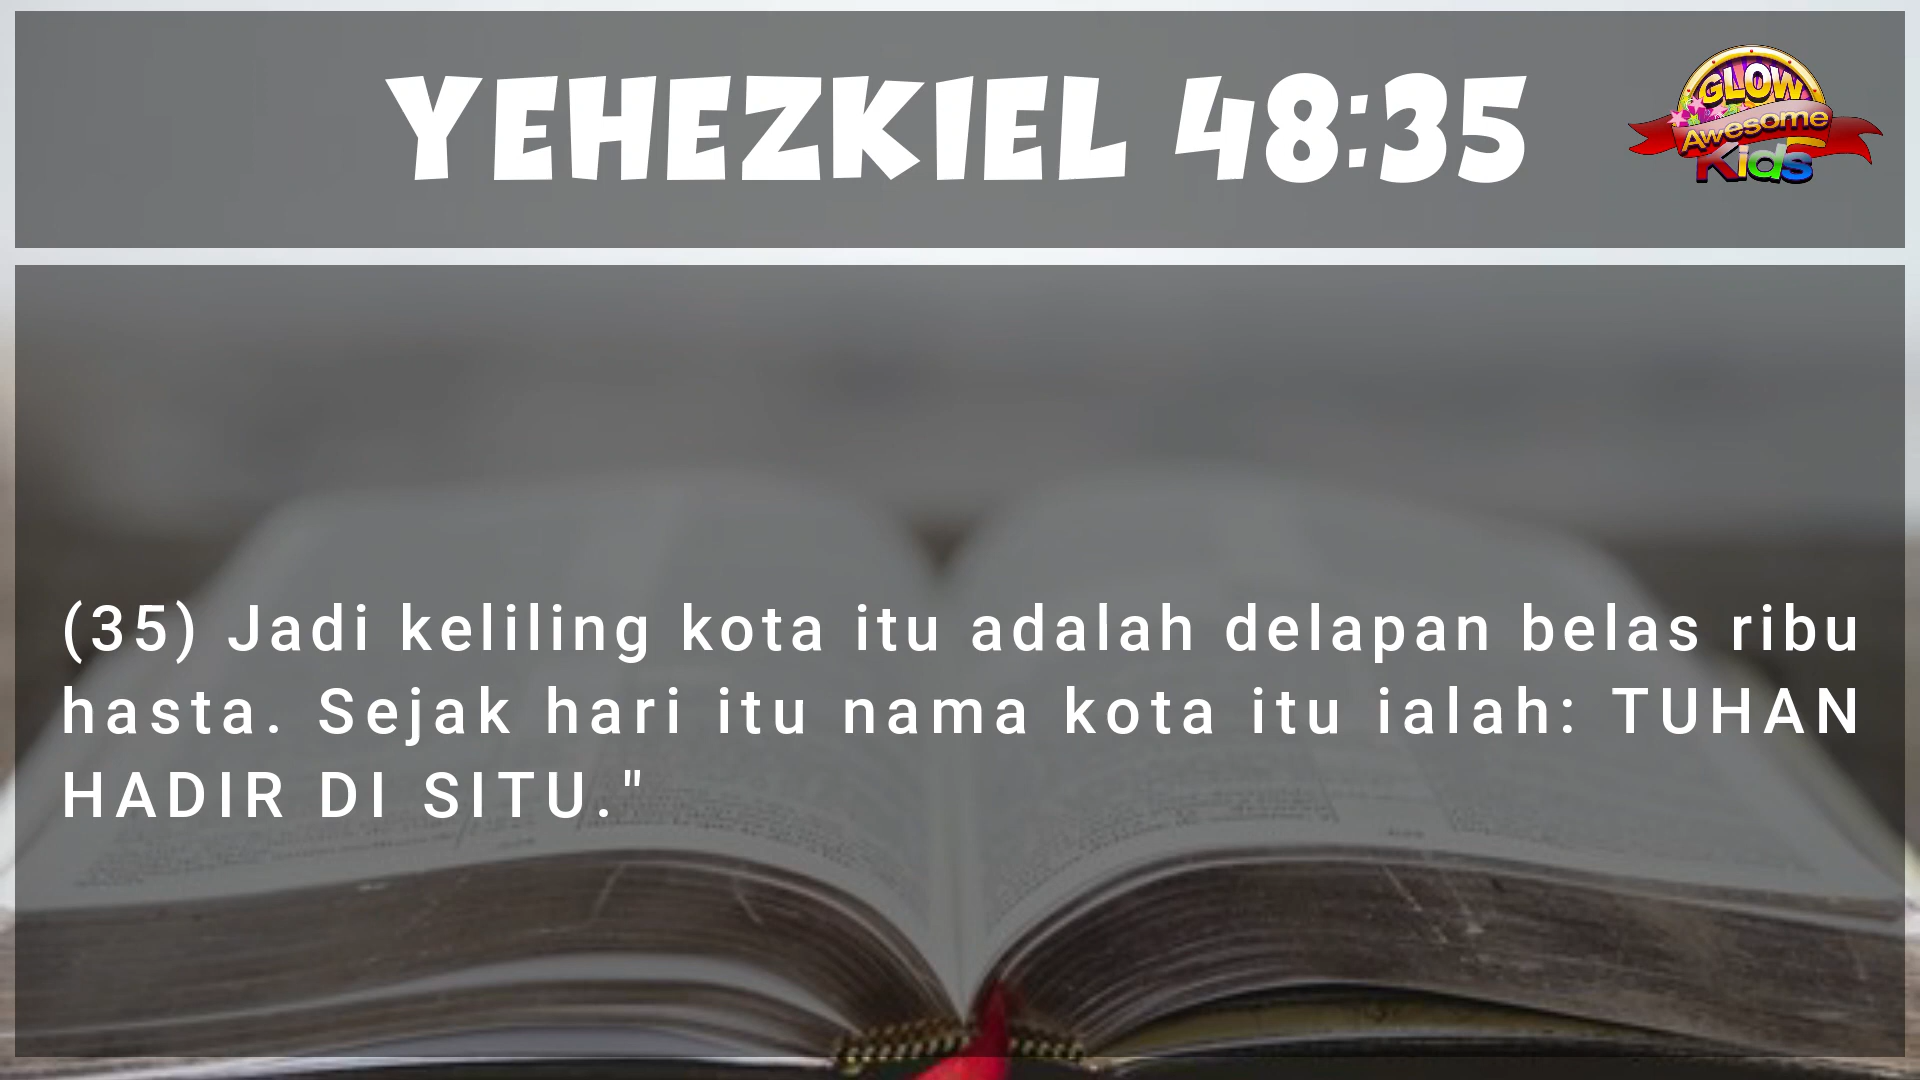 YEHEZKIEL 48:35
GLOW
Awesome
Kids
(35) Jadi keliling kota itu adalah delapan belas ribu
hasta. Sejak hari itu nama kota itu ialah: TUHAN
HADIR DI SITU."